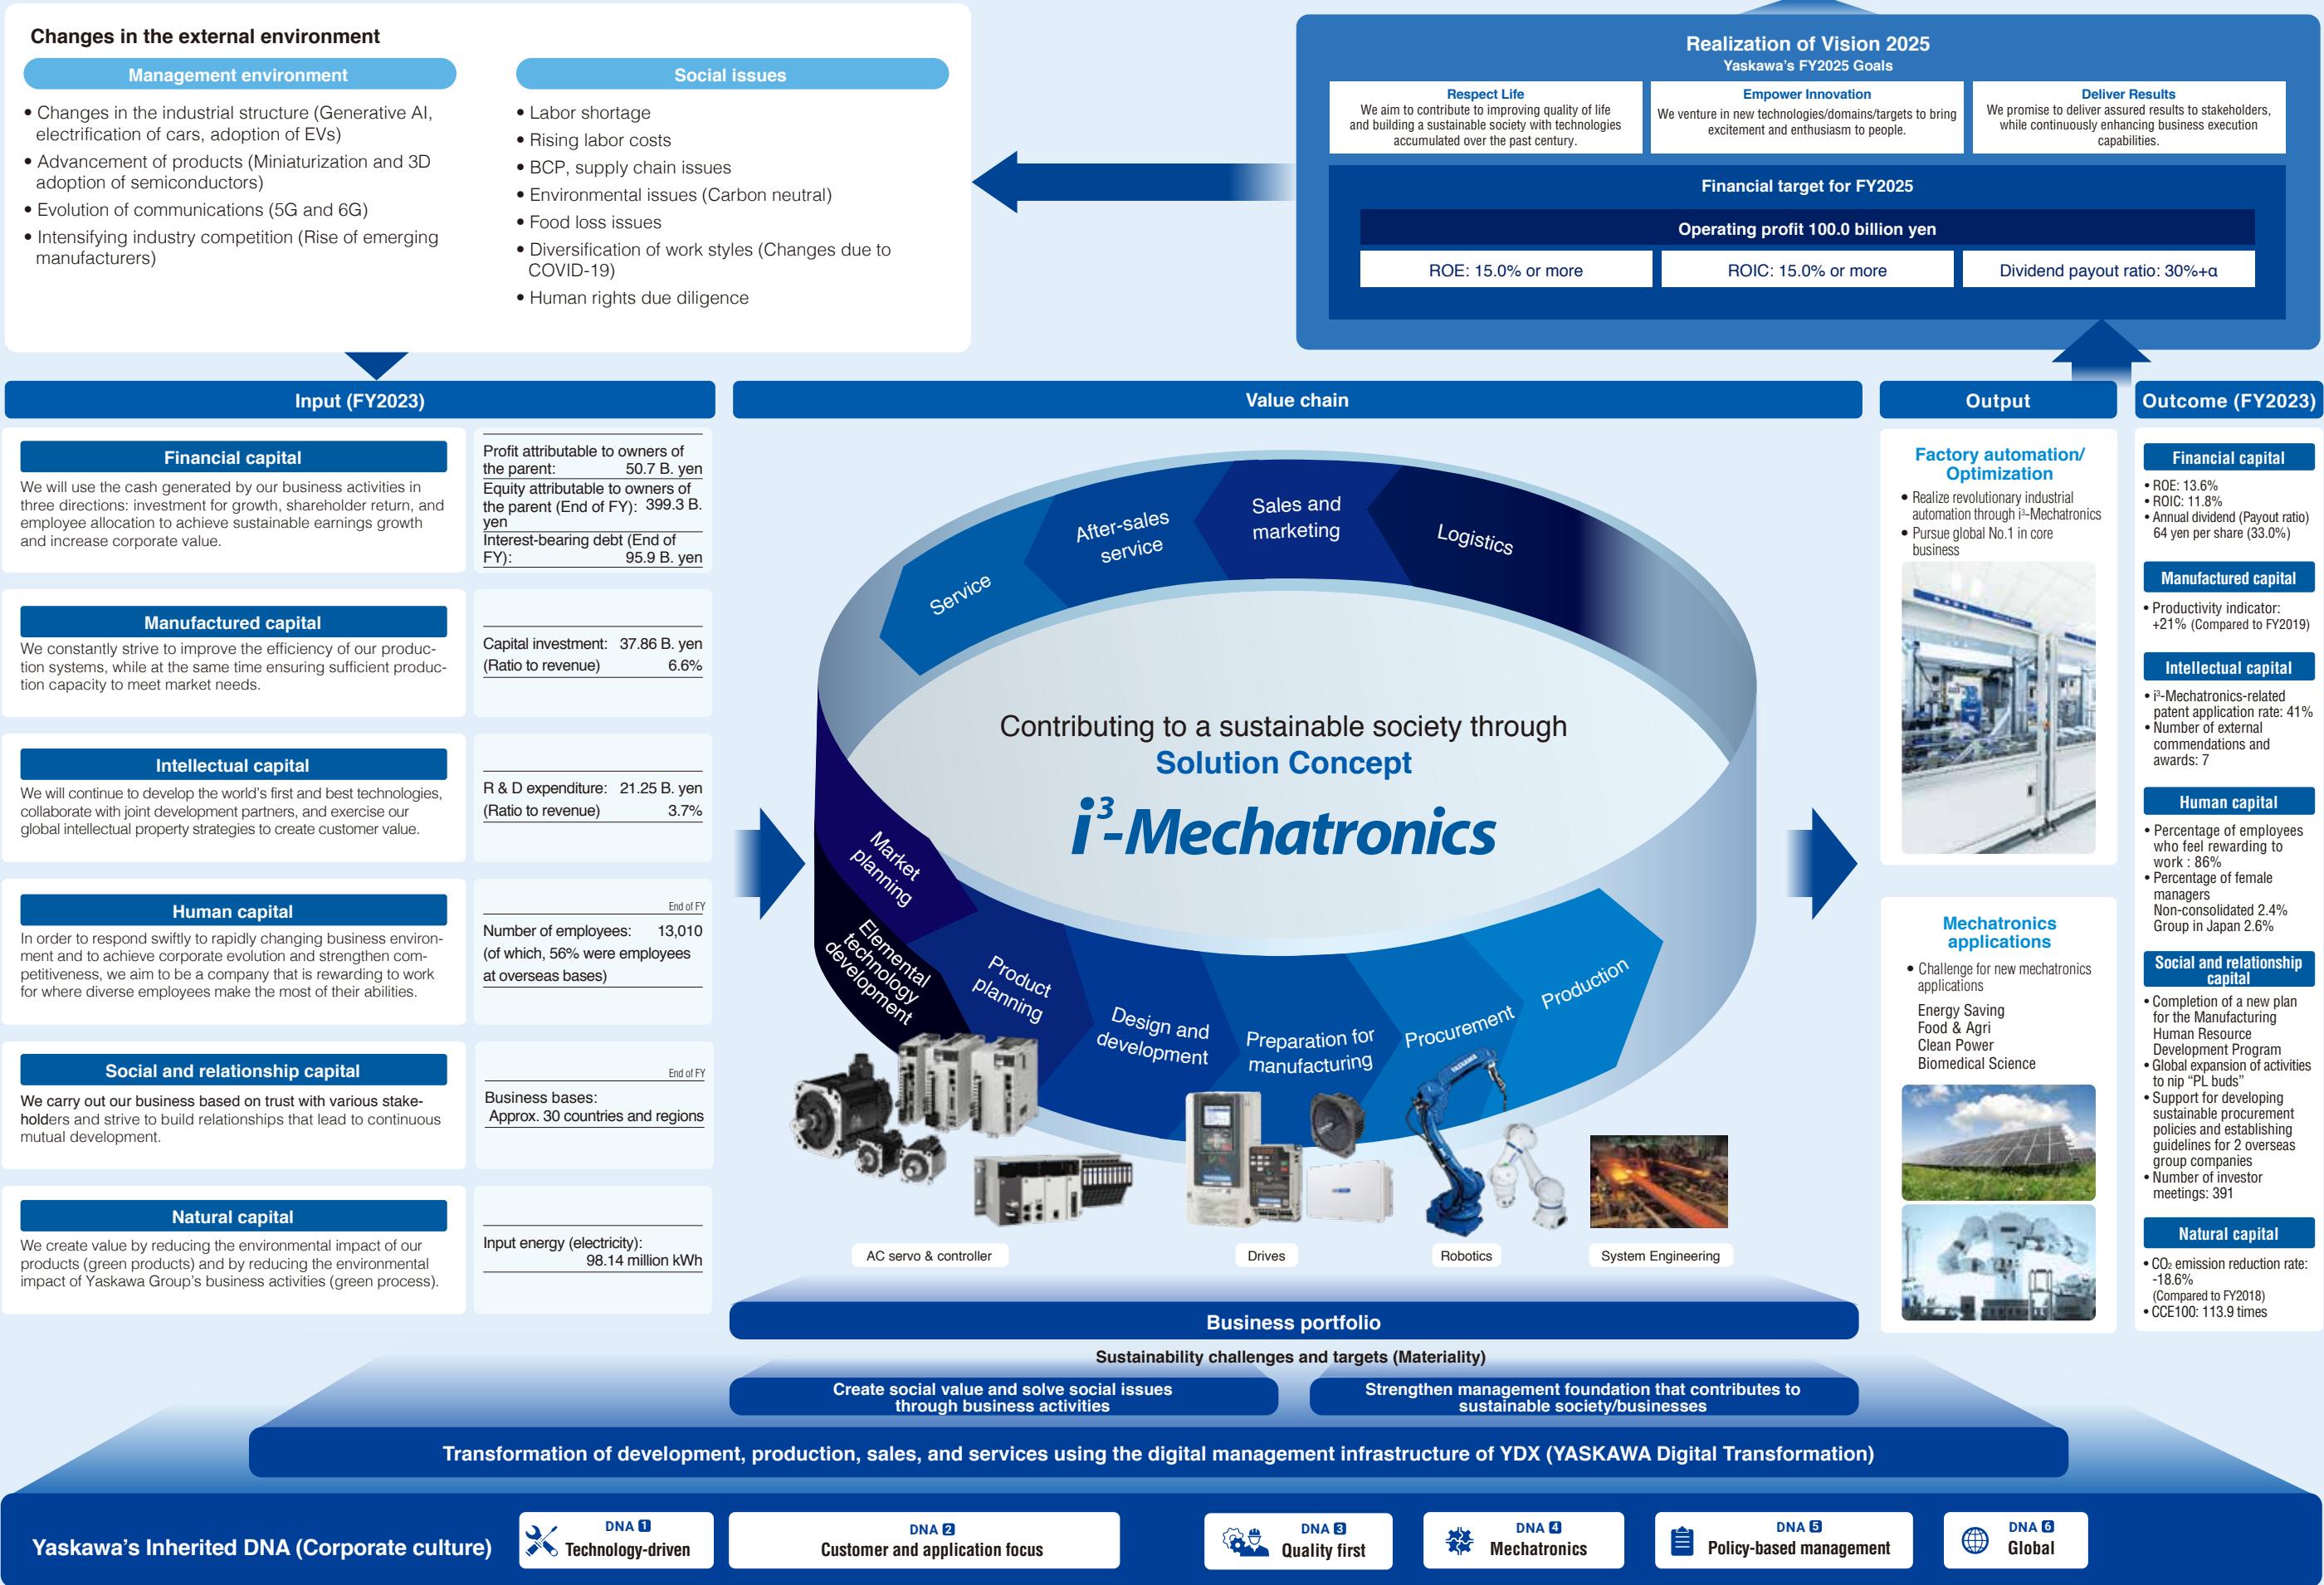 Changes in the external environment
Management environment
• Changes in the industrial structure (Generative AI,
electrification of cars, adoption of EVs)
• Advancement of products (Miniaturization and 3D
adoption of semiconductors)
• Evolution of communications (5G and 6G)
• Intensifying industry competition (Rise of emerging
manufacturers)
Social issues
• Labor shortage
• Rising labor costs
• BCP, supply chain issues
• Environmental issues (Carbon neutral)
• Food loss issues
• Diversification of work styles (Changes due to
COVID-19)
• Human rights due diligence
Realization of Vision 2025
Yaskawa's FY2025 Goals
Respect Life
We aim to contribute to improving quality of life
and building a sustainable society with technologies
accumulated over the past century.
Empower Innovation
We venture in new technologies/domains/targets to bring
excitement and enthusiasm to people.
Deliver Results
We promise to deliver assured results to stakeholders,
while continuously enhancing business execution
capabilities.
Financial target for FY2025
Operating profit 100.0 billion yen
ROE: 15.0% or more
ROIC: 15.0% or more
Dividend payout ratio: 30%+α
Input (FY2023)
Financial capital
We will use the cash generated by our business activities in
three directions: investment for growth, shareholder return, and
employee allocation to achieve sustainable earnings growth
and increase corporate value.
Profit attributable to owners of
the parent: 50.7 B. yen
Equity attributable to owners of
the parent (End of FY): 399.3 B.
yen
Interest-bearing debt (End of
FY): 95.9 B. yen
Manufactured capital
We constantly strive to improve the efficiency of our produc-
tion systems, while at the same time ensuring sufficient produc-
tion capacity to meet market needs.
Capital investment: 37.86 B. yen
(Ratio to revenue) 6.6%
Intellectual capital
We will continue to develop the world's first and best technologies,
collaborate with joint development partners, and exercise our
global intellectual property strategies to create customer value.
R & D expenditure: 21.25 B. yen
(Ratio to revenue) 3.7%
Human capital
In order to respond swiftly to rapidly changing business environ-
ment and to achieve corporate evolution and strengthen com-
petitiveness, we aim to be a company that is rewarding to work
for where diverse employees make the most of their abilities.
End of FY
Number of employees: 13,010
(of which, 56% were employees
at overseas bases)
Social and relationship capital
We carry out our business based on trust with various stake-
holders and strive to build relationships that lead to continuous
mutual development.
End of FY
Business bases:
Approx. 30 countries and regions
Natural capital
We create value by reducing the environmental impact of our
products (green products) and by reducing the environmental
impact of Yaskawa Group's business activities (green process).
Input energy (electricity):
98.14 million kWh
Value chain
Service
After-sales
service
Sales and
marketing
Logistics
Contributing to a sustainable society through
Solution Concept
i³-Mechatronics
Market
planning
Elemental
technology
development
Product
planning
Design and
development
Preparation for
manufacturing
Procurement
Production
YASKAWA
AC servo & controller
Drives
Robotics
System Engineering
Output
Factory automation/
Optimization
• Realize revolutionary industrial
automation through i³-Mechatronics
• Pursue global No.1 in core
business
Mechatronics
applications
• Challenge for new mechatronics
applications
Energy Saving
Food & Agri
Clean Power
Biomedical Science
Outcome (FY2023)
Financial capital
• ROE: 13.6%
• ROIC: 11.8%
• Annual dividend (Payout ratio)
64 yen per share (33.0%)
Manufactured capital
• Productivity indicator:
+21% (Compared to FY2019)
Intellectual capital
• i³-Mechatronics-related
patent application rate: 41%
• Number of external
commendations and
awards: 7
Human capital
• Percentage of employees
who feel rewarding to
work : 86%
• Percentage of female
managers
Non-consolidated 2.4%
Group in Japan 2.6%
Social and relationship
capital
• Completion of a new plan
for the Manufacturing
Human Resource
Development Program
• Global expansion of activities
to nip “PL buds”
• Support for developing
sustainable procurement
policies and establishing
guidelines for 2 overseas
group companies
• Number of investor
meetings: 391
Natural capital
• CO₂ emission reduction rate:
-18.6%
(Compared to FY2018)
• CCE100: 113.9 times
Business portfolio
Sustainability challenges and targets (Materiality)
Create social value and solve social issues
through business activities
Strengthen management foundation that contributes to
sustainable society/businesses
Transformation of development, production, sales, and services using the digital management infrastructure of YDX (YASKAWA Digital Transformation)
Yaskawa's Inherited DNA (Corporate culture)
DNA 1
Technology-driven
DNA 2
Customer and application focus
DNA 3
Quality first
DNA 4
Mechatronics
DNA 5
Policy-based management
DNA 6
Global